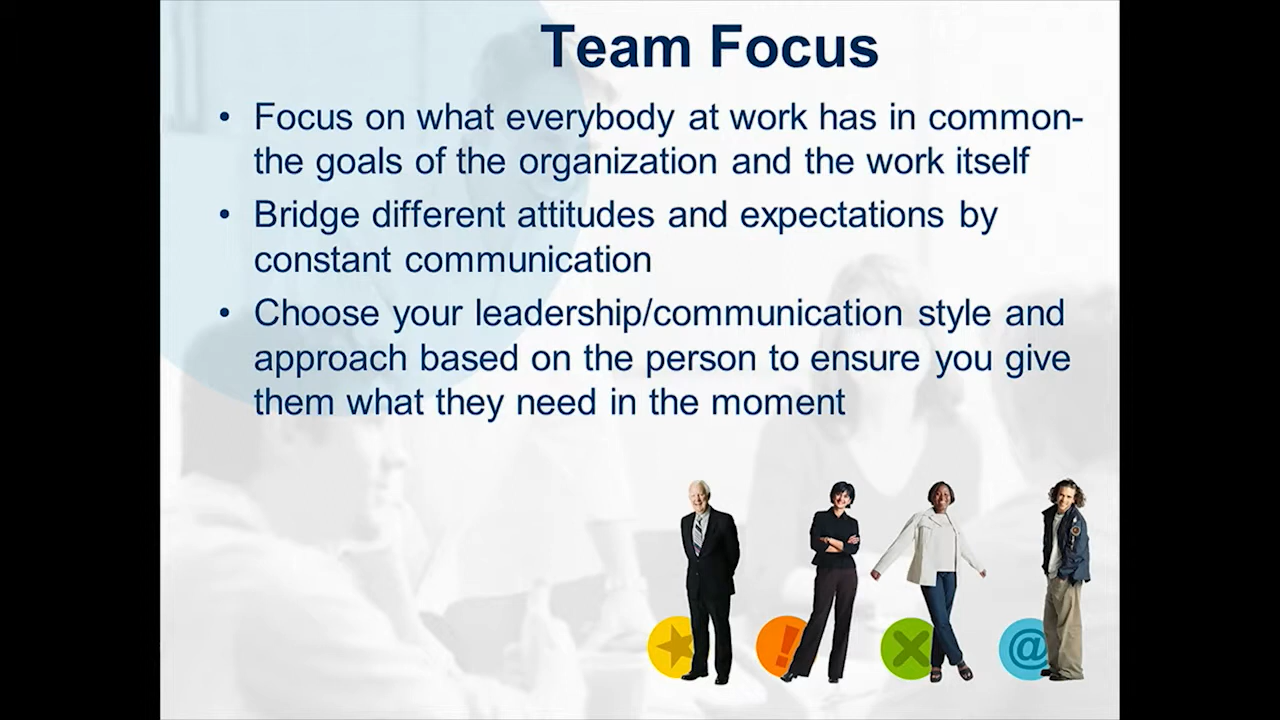 Team Focus
• Focus on what everybody at work has in common-
the goals of the organization and the work itself
• Bridge different attitudes and expectations by
constant communication
• Choose your leadership/communication style and
approach based on the person to ensure you give
them what they need in the moment
! @